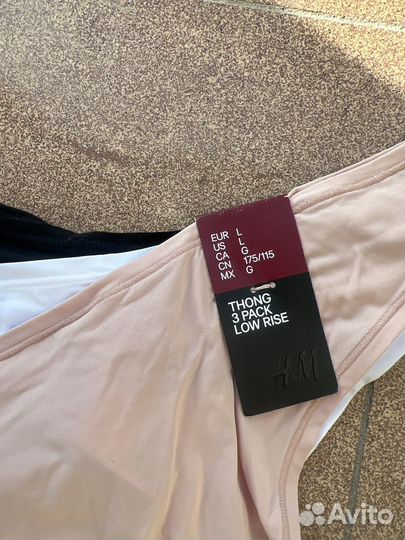 EUR L
US L
CA G
CN 175/115
MX G
THONG
3 PACK
LOW RISE
H&M
Avito